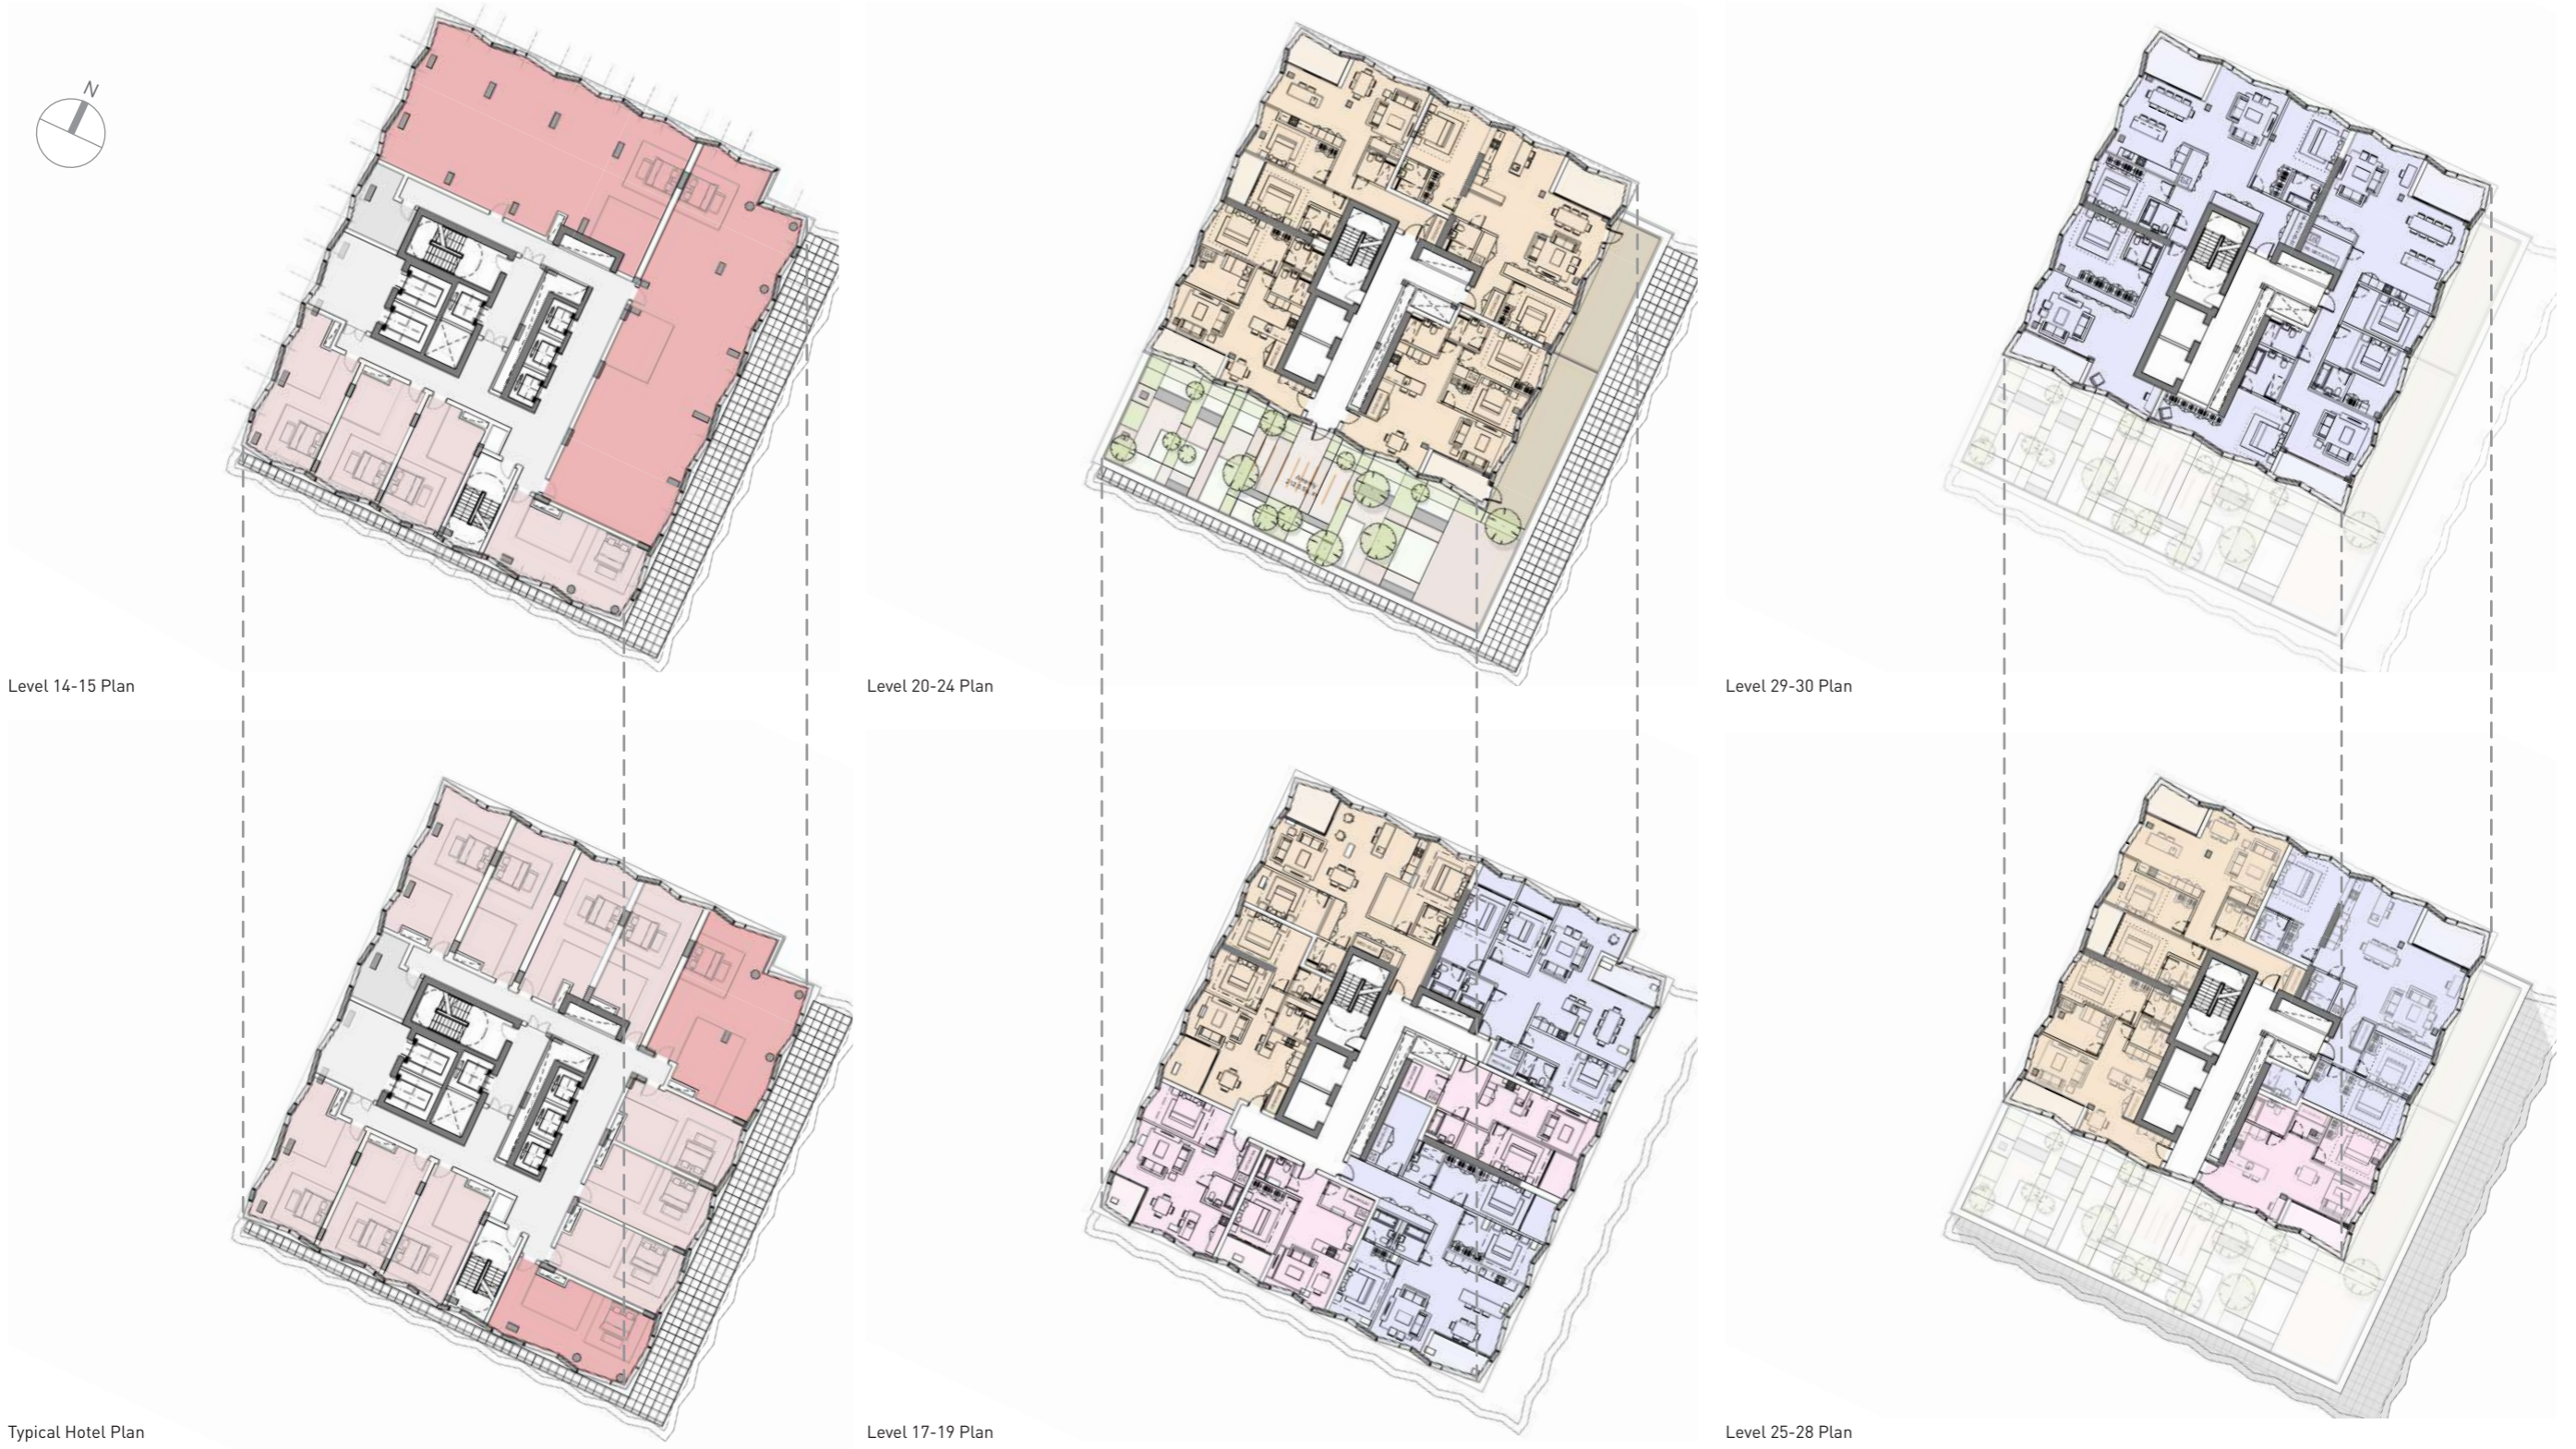 N
Level 14-15 Plan
Level 20-24 Plan
Level 29-30 Plan
Typical Hotel Plan
Level 17-19 Plan
Level 25-28 Plan